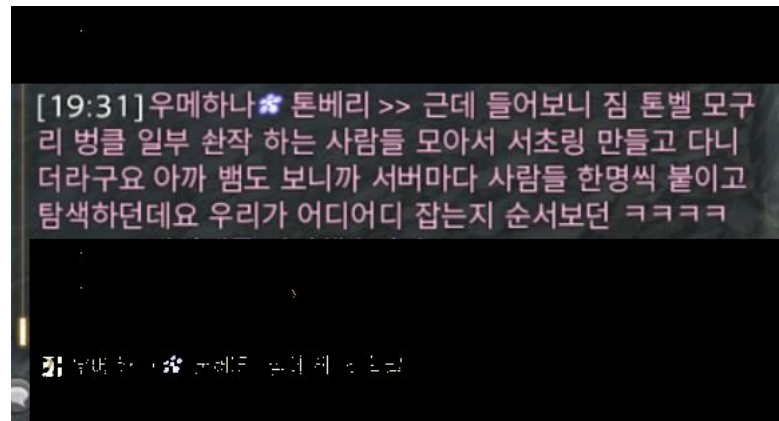 [19:31]우메하나 톤베리 >> 근데 들어보니 짐 톤벨 모구
리 벙클 일부 솬작 하는 사람들 모아서 서초링 만들고 다니
더라구요 아까 뱀도 보니까 서버마다 사람들 한명씩 붙이고
탐색하던데요 우리가 어디어디 잡는지 순서보던 ㅋㅋㅋㅋ